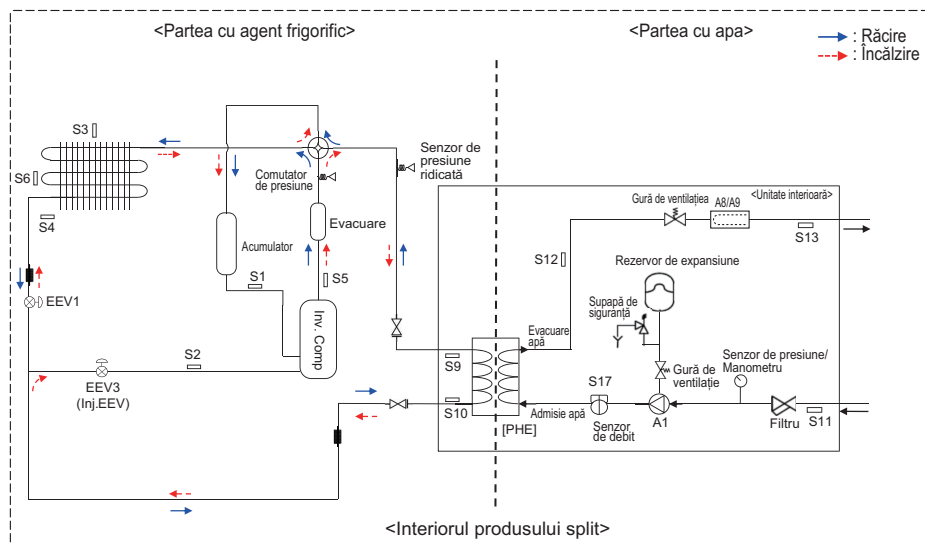 <Partea cu agent frigorific>
<Partea cu apa>
: Răcire
: Încălzire
S3
S6
S4
Comutator
de presiune
Senzor de
presiune
ridicată
Acumulator
Evacuare
S1
S5
Inv. Comp
EEV1
S2
EEV3
(Inj.EEV)
S9
S10
[PHE]
Gură de ventilațiea
A8/A9
<Unitate interioară>
S13
S12
Rezervor de expansiune
Supapă de
siguranță
Evacuare
apă
Gură de
ventilație
Senzor de presiune/
Manometru
S17
Admisie apă
Senzor
de debit
A1
Filtru
S11
<Interiorul produsului split>